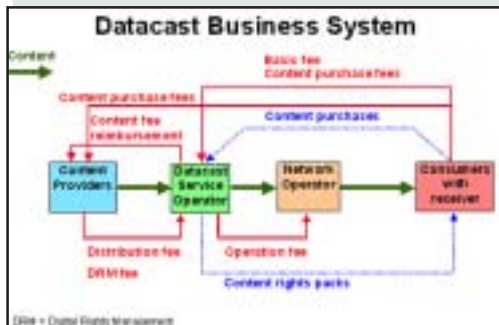 Datacast Business System
Content
Basic fee
Content purchase fees
Content purchase fees
Content purchases
Content fee
reimbursement
Content
Providers
Datacast
Service
Operator
Network
Operator
Consumers
with
receiver
Distribution fee
DRM fee
Operation fee
Content rights packs
DRM = Digital Rights Management